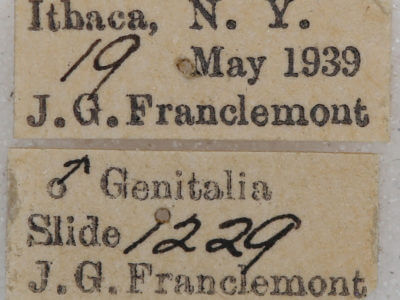 Ithaca, N. Y.
19 May 1939
J. G. Franclemont
♂ Genitalia
Slide 1229
J. G. Franclemont